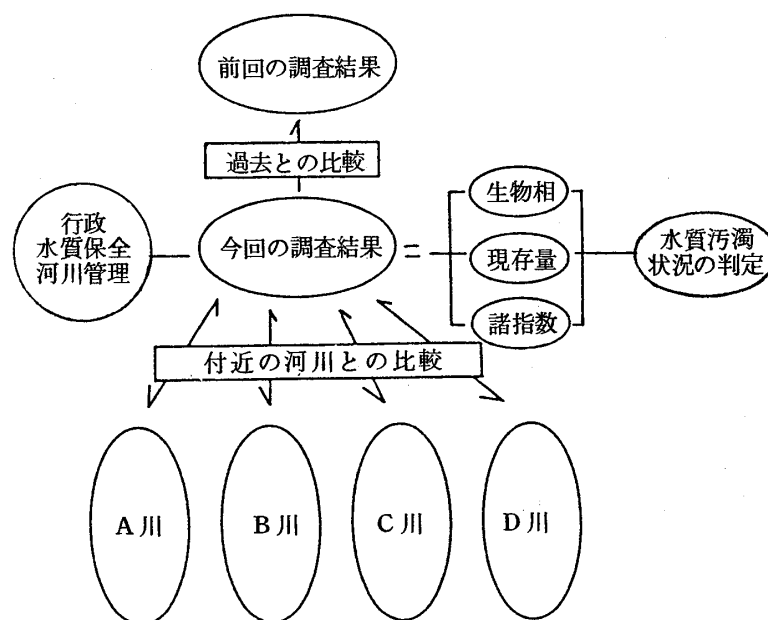 前回の調査結果
過去との比較
行政
水質保全
河川管理
今回の調査結果
=
生物相
現存量
諸指数
水質汚濁
状況の判定
付近の河川との比較
A川
B川
C川
D川